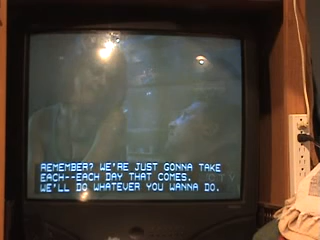 REMEMBER? WE'RE JUST GONNA TAKE
EACH--EACH DAY THAT COMES.
WE'LL DO WHATEVER YOU WANNA DO.